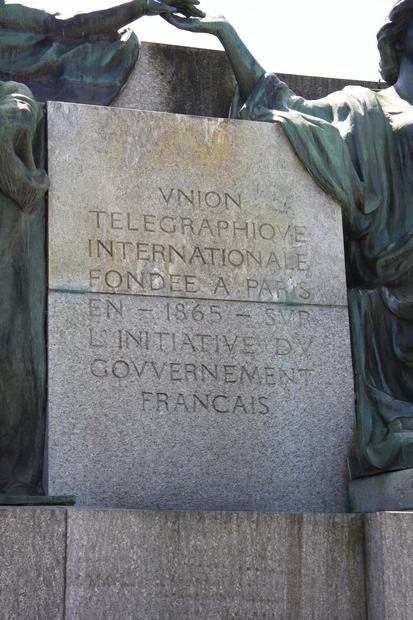 VNION
TELEGRAPHIQVE
INTERNATIONALE
FONDEE A PARIS
EN - 1865 - SVR
L'INITIATIVE DV
GOVVERNEMENT
FRANCAIS